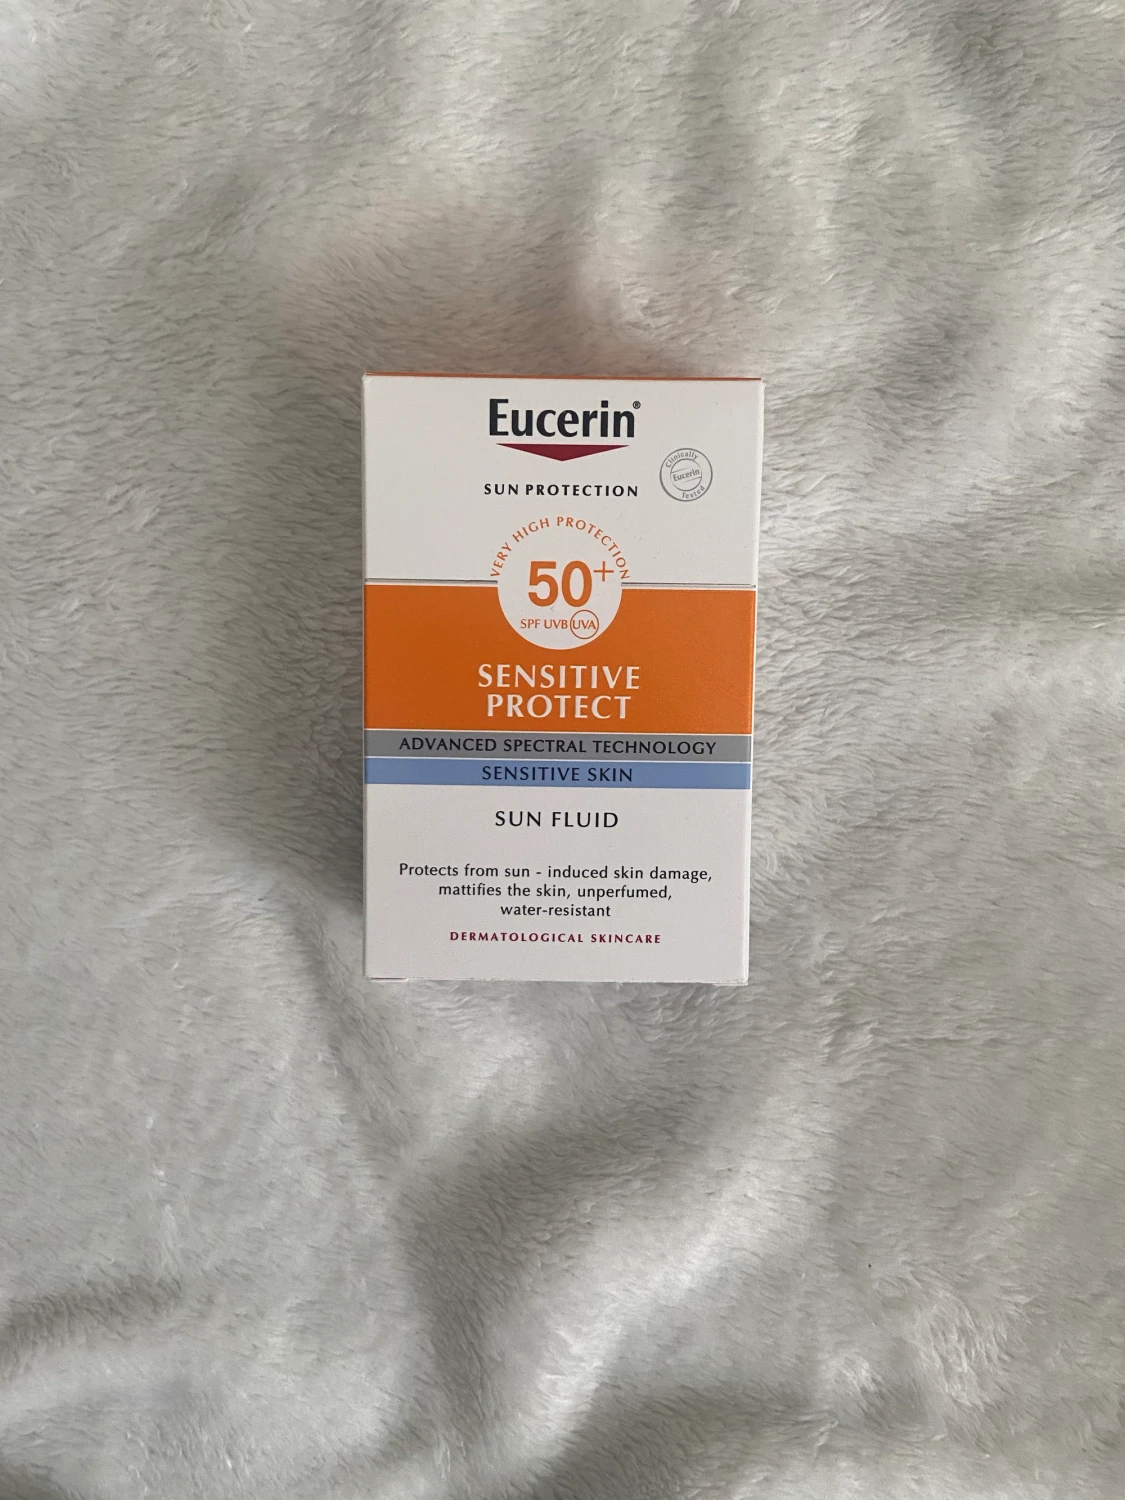 Eucerin®
SUN PROTECTION
Clinically
Eucerin
Tested
VERY HIGH PROTECTION
50+
SPF UVB UVA
SENSITIVE
PROTECT
ADVANCED SPECTRAL TECHNOLOGY
SENSITIVE SKIN
SUN FLUID
Protects from sun - induced skin damage,
mattifies the skin, unperfumed,
water-resistant
DERMATOLOGICAL SKINCARE